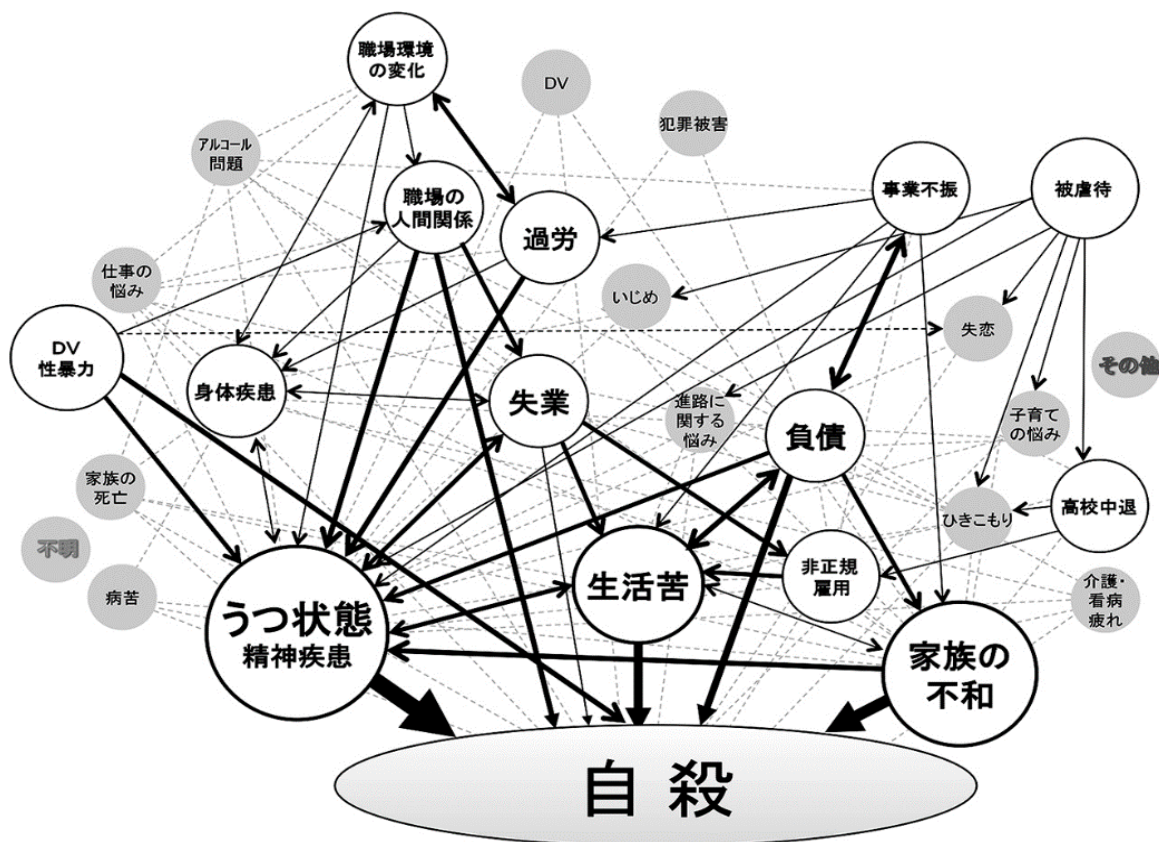 職場環境
の変化
DV
犯罪被害
アルコール
問題
職場の
人間関係
過労
事業不振
被虐待
仕事の
悩み
いじめ
失恋
DV
性暴力
その他
身体疾患
失業
進路に
関する
悩み
負債
子育て
の悩み
家族の
死亡
ひきこもり
高校中退
不明
病苦
うつ状態
精神疾患
生活苦
非正規
雇用
介護・
看病
疲れ
家族の
不和
自殺